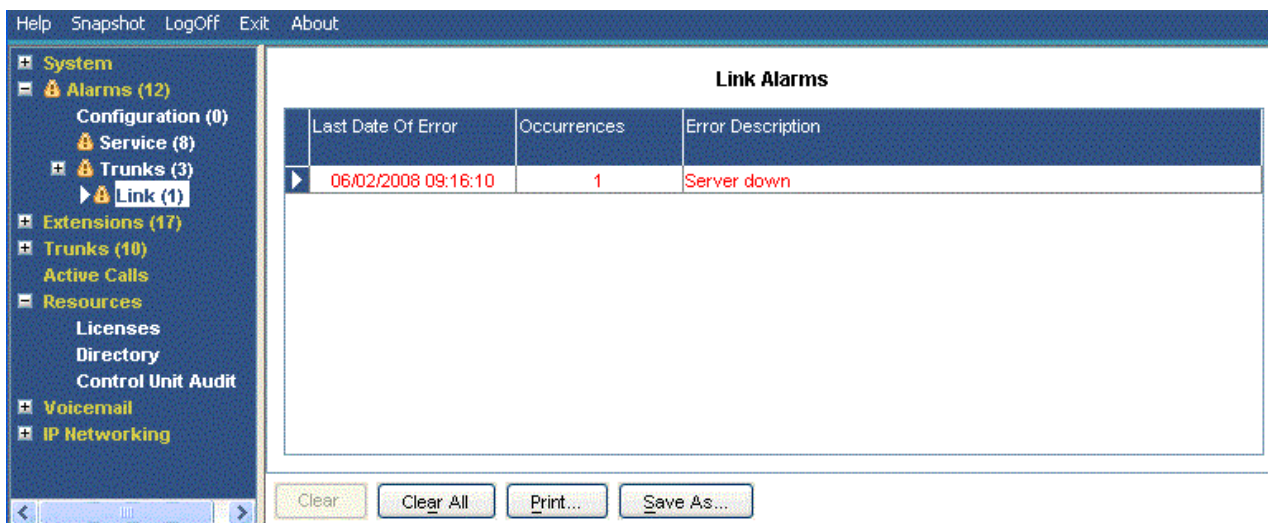 Help Snapshot LogOff Exit About
System
Alarms (12)
Configuration (0)
Service (8)
Trunks (3)
Link (1)
Extensions (17)
Trunks (10)
Active Calls
Resources
Licenses
Directory
Control Unit Audit
Voicemail
IP Networking
Link Alarms
Last Date Of Error Occurrences Error Description
06/02/2008 09:16:10 1 Server down
Clear Clear All Print... Save As...